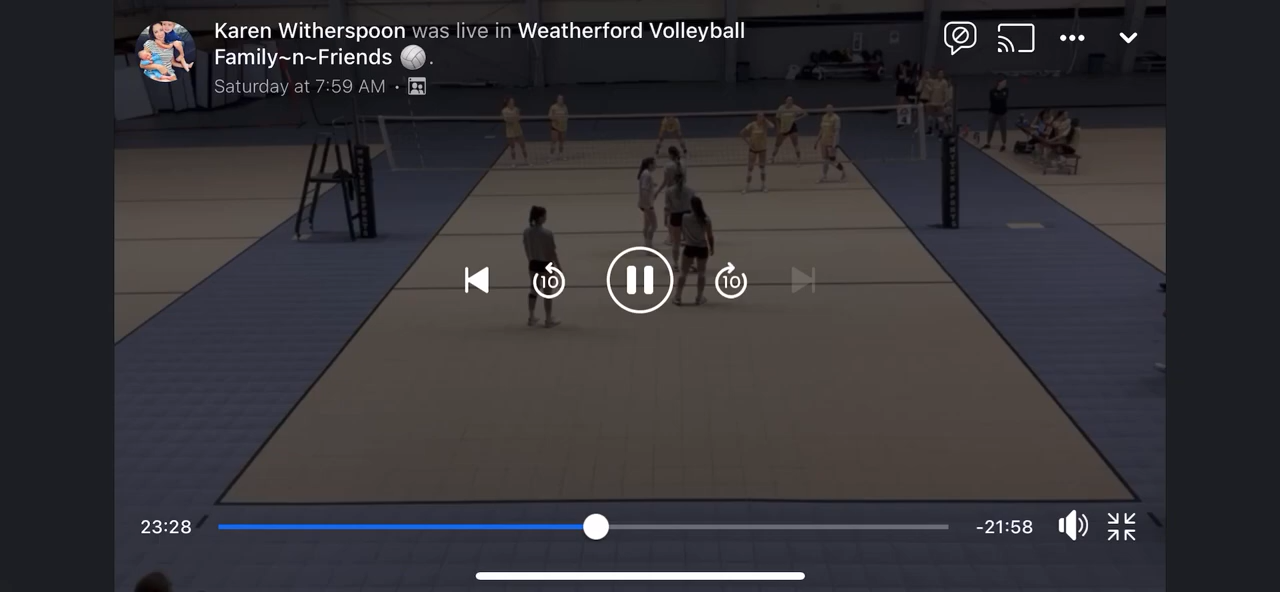 Karen Witherspoon was live in Weatherford Volleyball
Family~n~Friends 🏐.
Saturday at 7:59 AM ·
10
10
23:28
-21:58